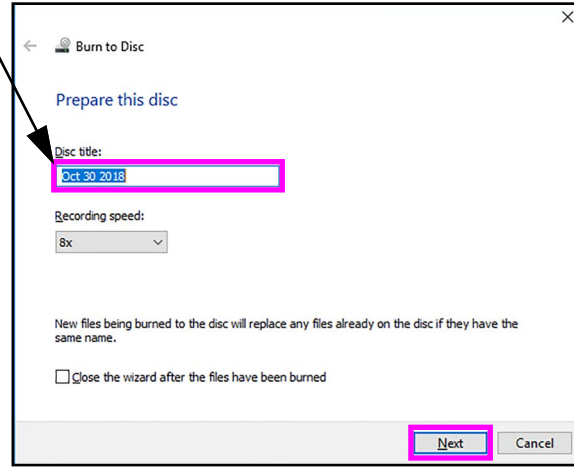 Burn to Disc
Prepare this disc
Disc title:
Oct 30 2018
Recording speed:
8x
New files being burned to the disc will replace any files already on the disc if they have the
same name.
Close the wizard after the files have been burned
Next Cancel